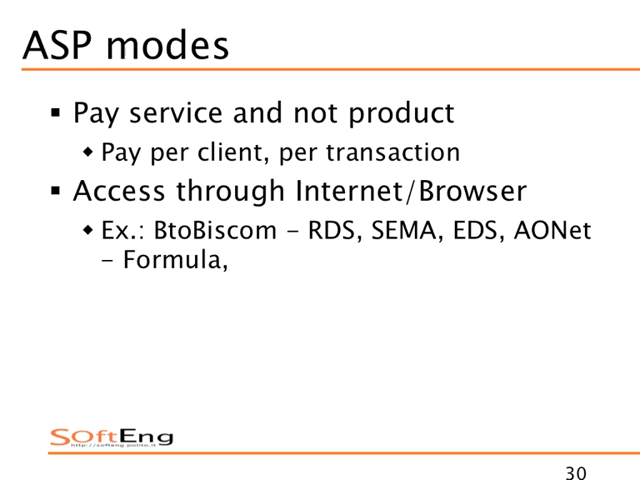 ASP modes
▪ Pay service and not product
◆ Pay per client, per transaction
▪ Access through Internet/Browser
◆ Ex.: BtoBiscom – RDS, SEMA, EDS, AONet
– Formula,
SOftEng
http://softeng.polito.it
30